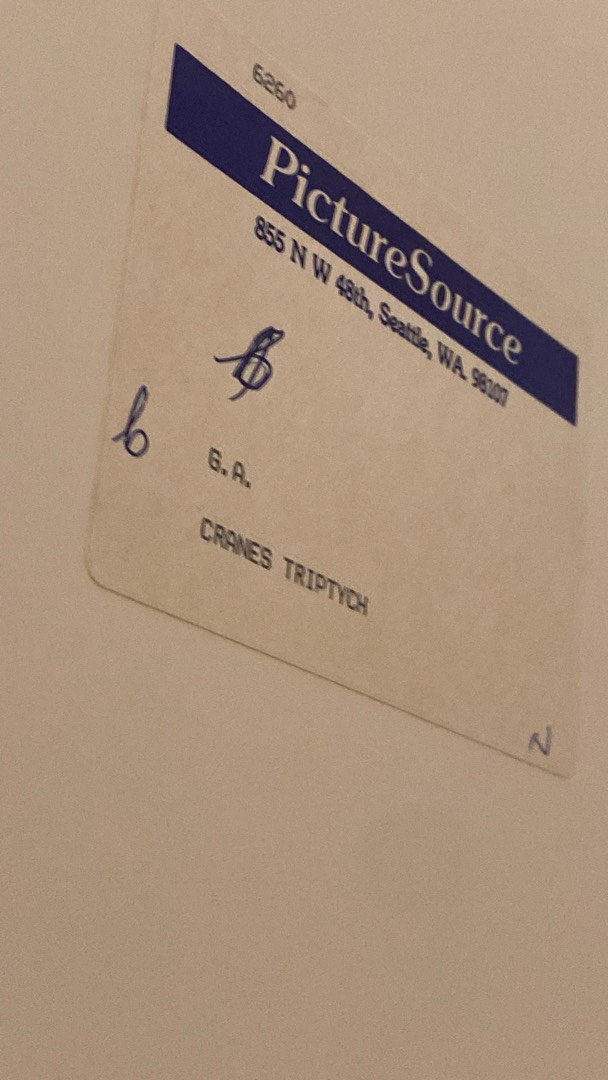 6260
PictureSource
855 N W 48th, Seattle, WA. 98107
6
G.A.
CRANES TRIPTYCH
N